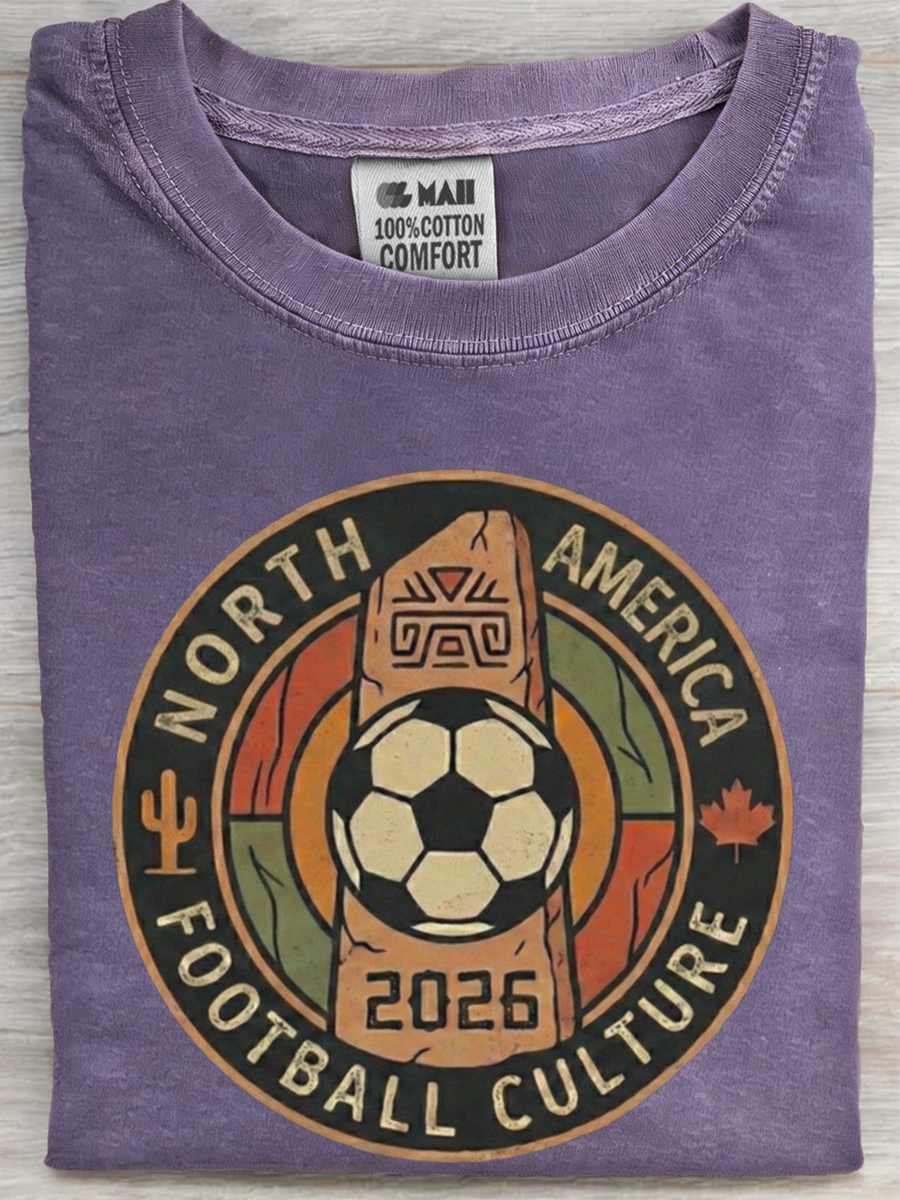 MAII
100%COTTON
COMFORT
NORTH AMERICA
2026
FOOTBALL CULTURE